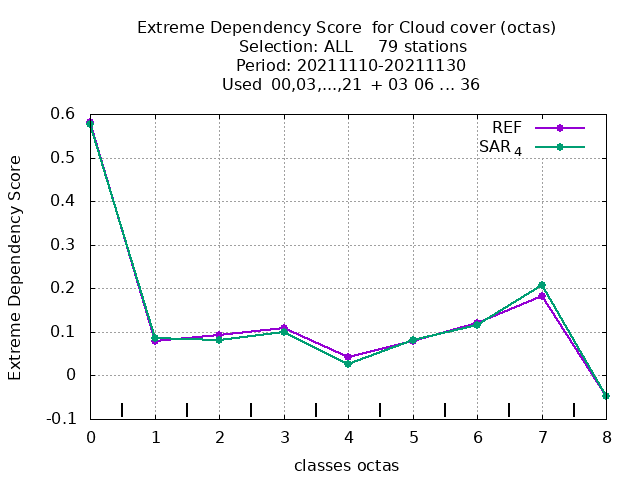 Extreme Dependency Score for Cloud cover (octas)
Selection: ALL 79 stations
Period: 20211110-20211130
Used 00,03,...,21 + 03 06 ... 36
REF
SAR 4
Extreme Dependency Score
0.6
0.5
0.4
0.3
0.2
0.1
0
-0.1
0 1 2 3 4 5 6 7 8
classes octas